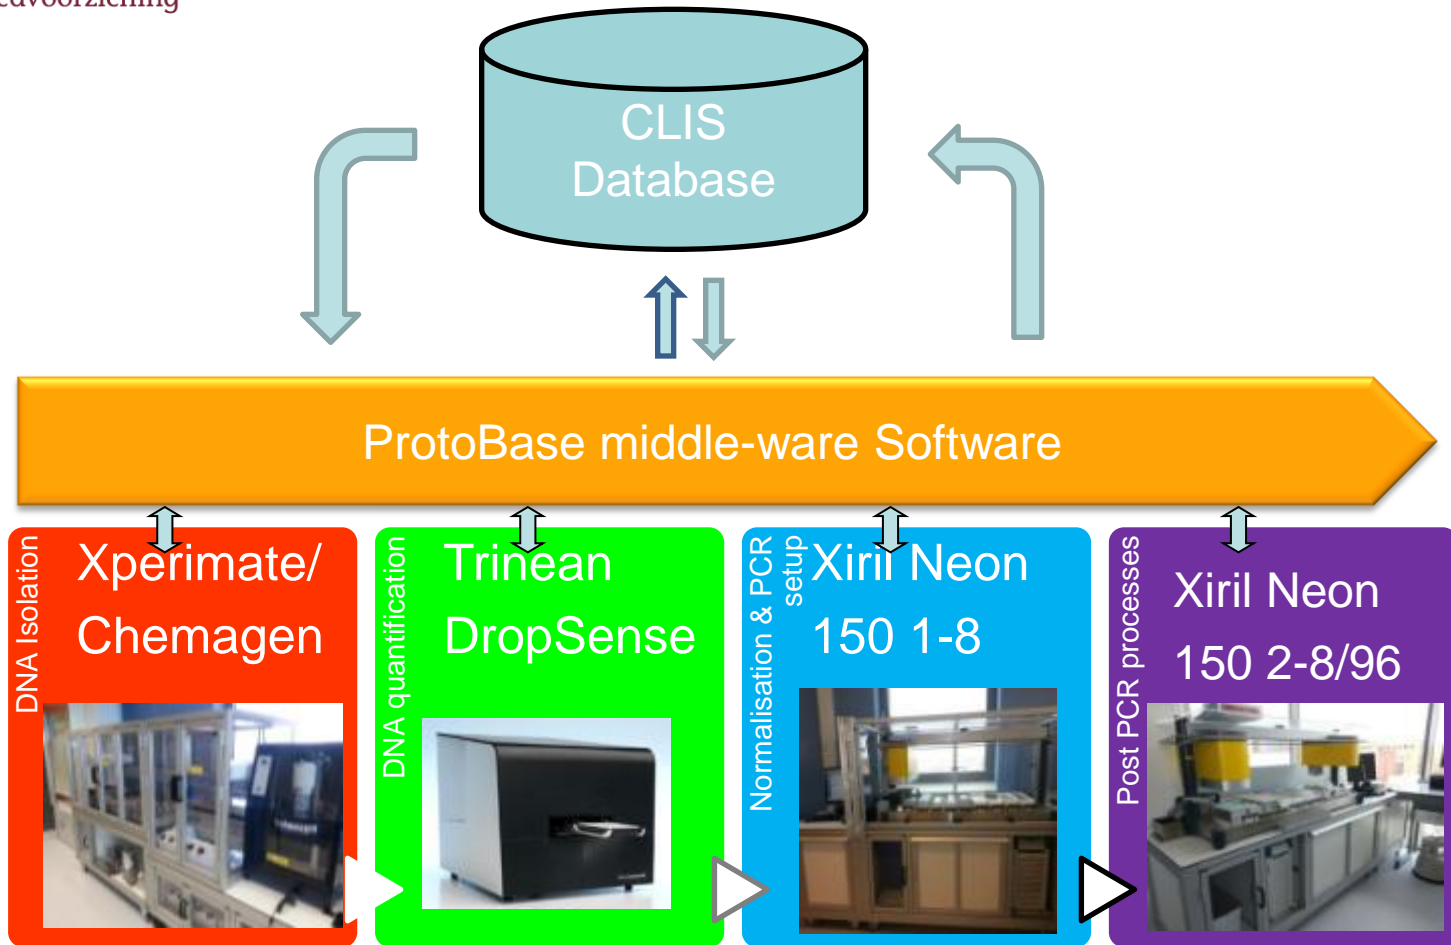 CLIS
Database
ProtoBase middle-ware Software
DNA Isolation
Xperimate/
Chemagen
DNA quantification
Trinean
DropSense
Normalisation & PCR
setup
Xiril Neon
150 1-8
Post PCR processes
Xiril Neon
150 2-8/96